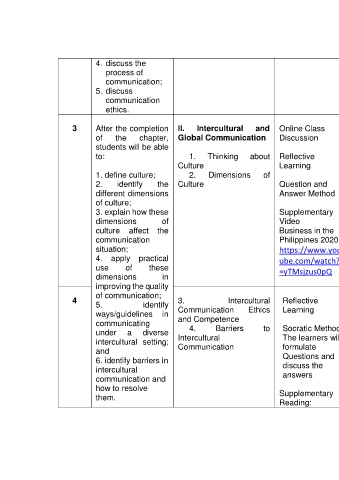 4. discuss the
process of
communication;
5. discuss
communication
ethics.
3
After the completion
of the chapter,
students will be able
to:
1. define culture;
2. identify the
different dimensions
of culture;
3. explain how these
dimensions of
culture affect the
communication
situation;
4. apply practical
use of these
dimensions in
improving the quality
of communication;
5. identify
ways/guidelines in
communicating
under a diverse
intercultural setting;
and
6. identify barriers in
intercultural
communication and
how to resolve
them.
II. Intercultural and
Global Communication
1. Thinking about
Culture
2. Dimensions of
Culture
Online Class
Discussion
Reflective
Learning
Question and
Answer Method
Supplementary
Video
Business in the
Philippines 2020
https://www.you
ube.com/watch?
=yTMsjzus0pQ
4
3. Intercultural
Communication Ethics
and Competence
4. Barriers to
Intercultural
Communication
Reflective
Learning
Socratic Method
The learners wil
formulate
Questions and
discuss the
answers
Supplementary
Reading: